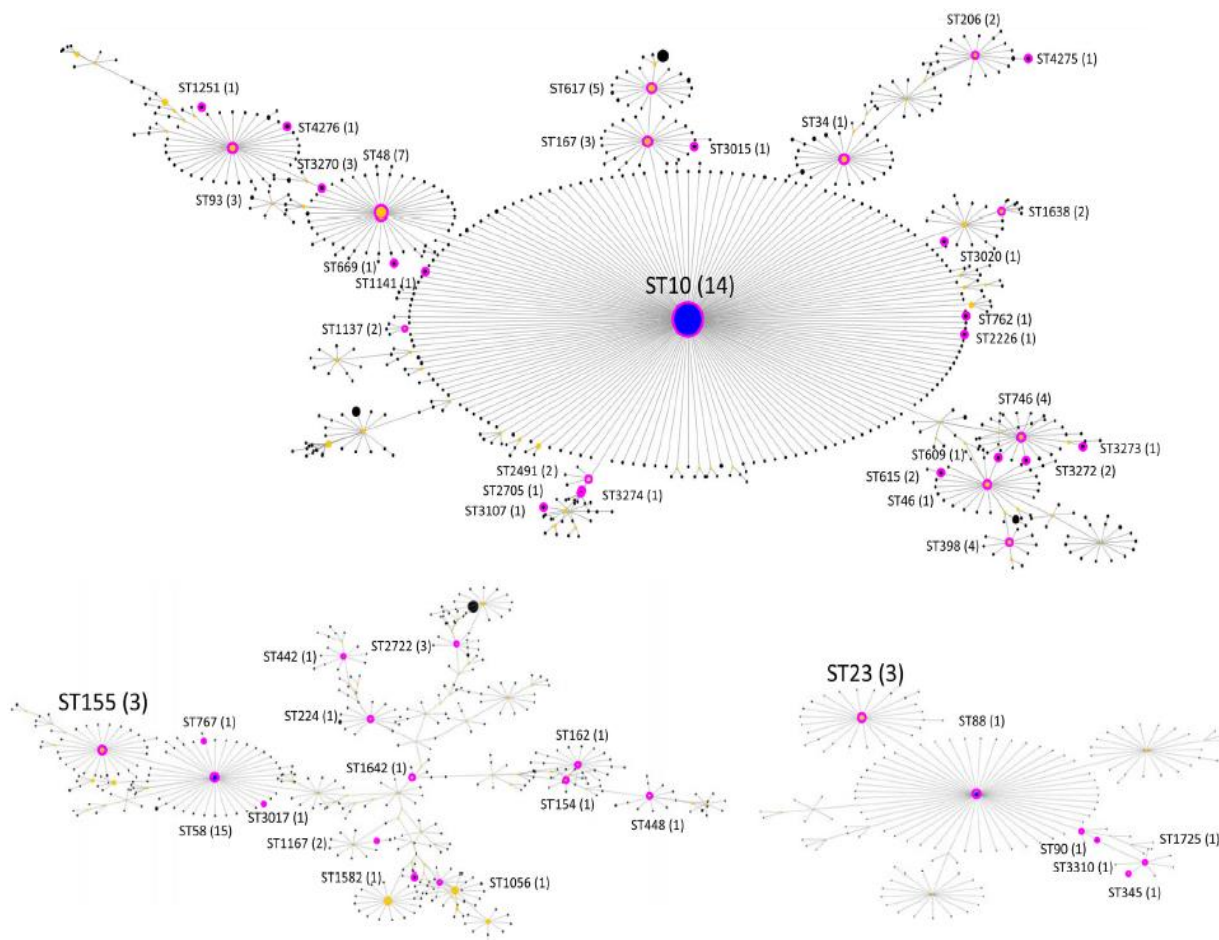 ST206 (2)
ST4275 (1)
ST1251 (1)
ST617 (5)
ST4276 (1)
ST34 (1)
ST48 (7)
ST167 (3)
ST3015 (1)
ST3270 (3)
ST93 (3)
ST1638 (2)
ST3020 (1)
ST669 (1)
ST1141 (1)
ST10 (14)
ST762 (1)
ST1137 (2)
ST2226 (1)
ST746 (4)
ST3273 (1)
ST609 (1)
ST3272 (2)
ST2491 (2)
ST615 (2)
ST2705 (1)
ST3274 (1)
ST46 (1)
ST3107 (1)
ST398 (4)
ST2722 (3)
ST442 (1)
ST155 (3)
ST23 (3)
ST767 (1)
ST224 (1)
ST88 (1)
ST162 (1)
ST1642 (1)
ST154 (1)
ST3017 (1)
ST448 (1)
ST58 (15)
ST1167 (2)
ST1725 (1)
ST90 (1)
ST3310 (1)
ST1582 (1)
ST1056 (1)
ST345 (1)